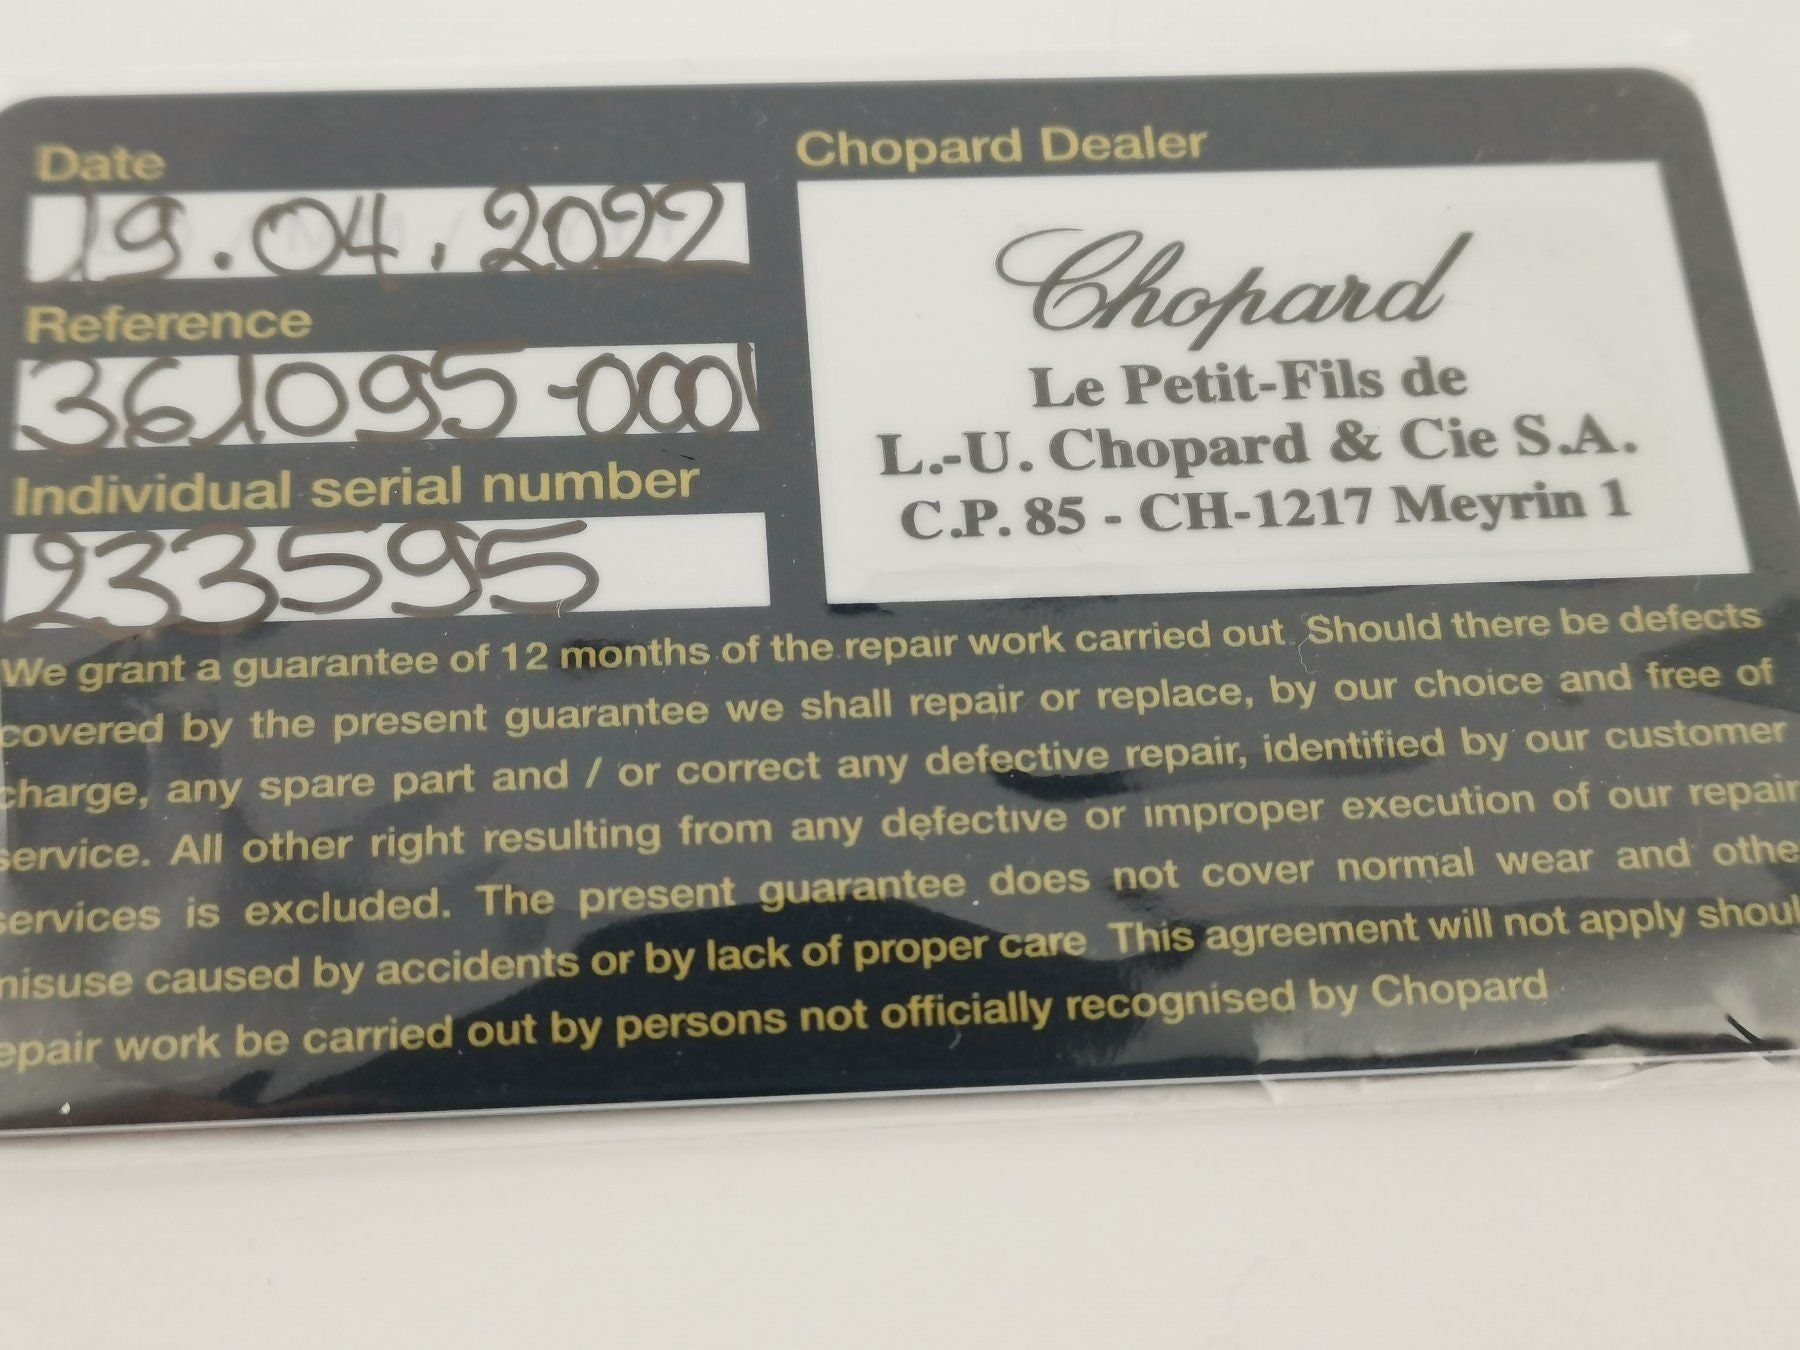 Date
19.04.2022
Reference
361095-0001
Individual serial number
233595
Chopard Dealer
Chopard
Le Petit-Fils de
L.-U. Chopard & Cie S.A.
C.P. 85 - CH-1217 Meyrin 1
We grant a guarantee of 12 months of the repair work carried out. Should there be defects
covered by the present guarantee we shall repair or replace, by our choice and free of
charge, any spare part and / or correct any defective repair, identified by our customer
service. All other right resulting from any defective or improper execution of our repair
services is excluded. The present guarantee does not cover normal wear and othe
misuse caused by accidents or by lack of proper care. This agreement will not apply shoul
epair work be carried out by persons not officially recognised by Chopard